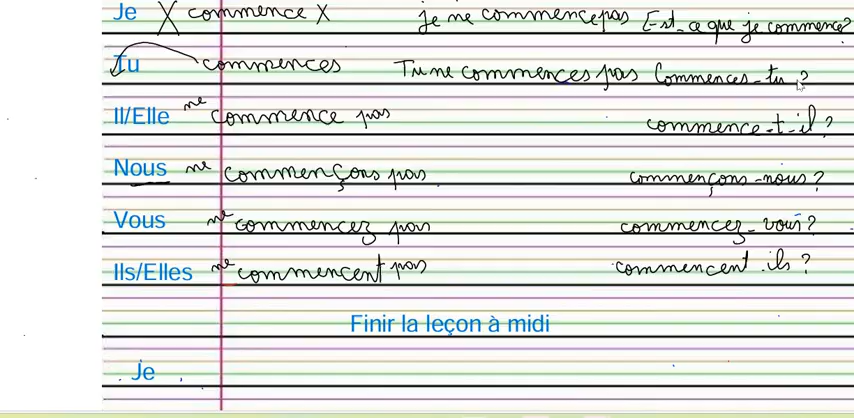 Je X commence X Je ne commence pas Est-ce que je commence?
Tu commences Tu ne commences pas Commences-tu ?
Il/Elle ne commence pas commence-t-il ?
Nous ne commençons pas commençons-nous ?
Vous ne commencez pas commencez-vous ?
Ils/Elles ne commencent pas commencent ils ?
Finir la leçon à midi
Je